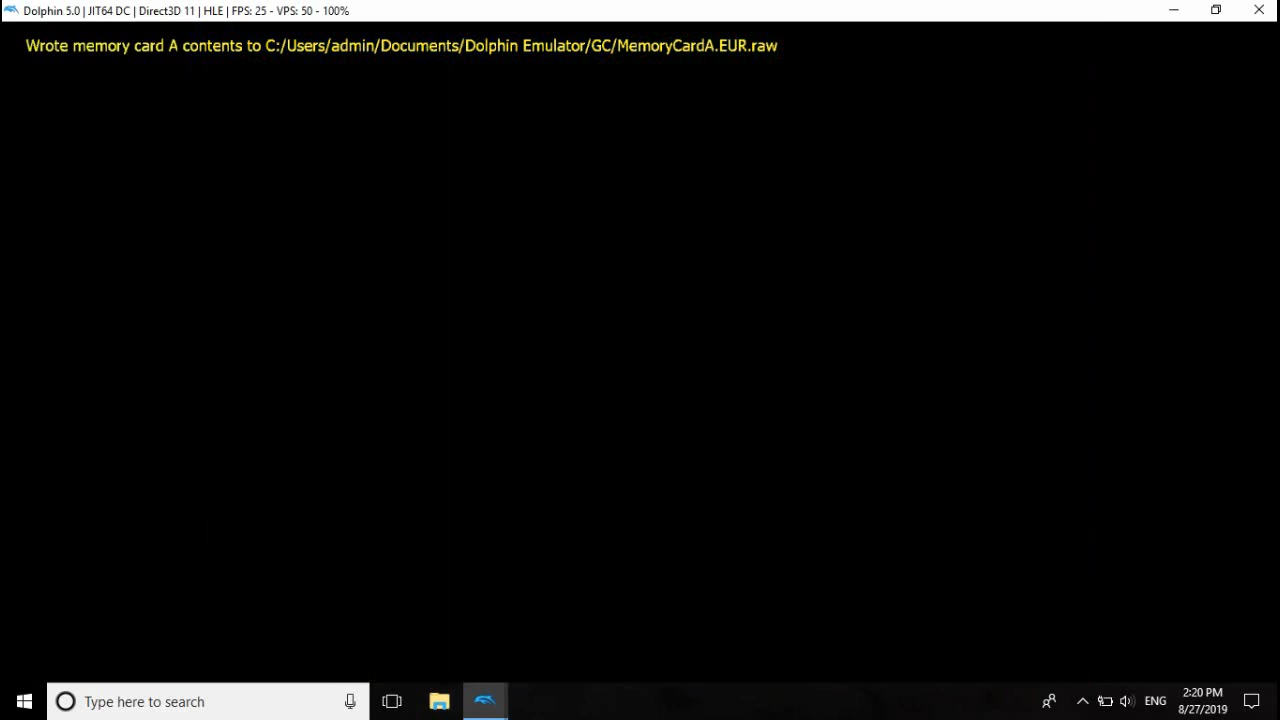 Dolphin 5.0 | JIT64 DC | Direct3D 11 | HLE | FPS: 25 - VPS: 50 - 100%
Wrote memory card A contents to C:/Users/admin/Documents/Dolphin Emulator/GC/MemoryCardA.EUR.raw
Type here to search
ENG
2:20 PM
8/27/2019